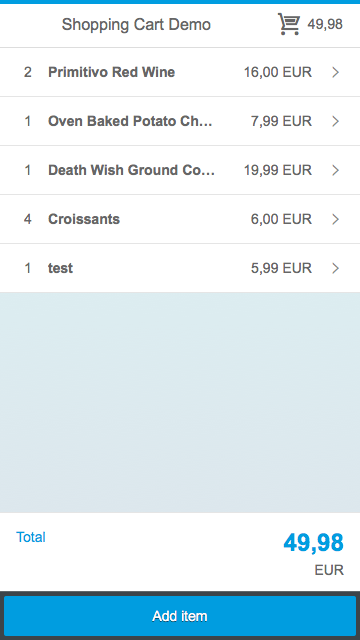 Shopping Cart Demo 49,98
2 Primitivo Red Wine 16,00 EUR
1 Oven Baked Potato Ch... 7,99 EUR
1 Death Wish Ground Co... 19,99 EUR
4 Croissants 6,00 EUR
1 test 5,99 EUR
Total 49,98
EUR
Add item